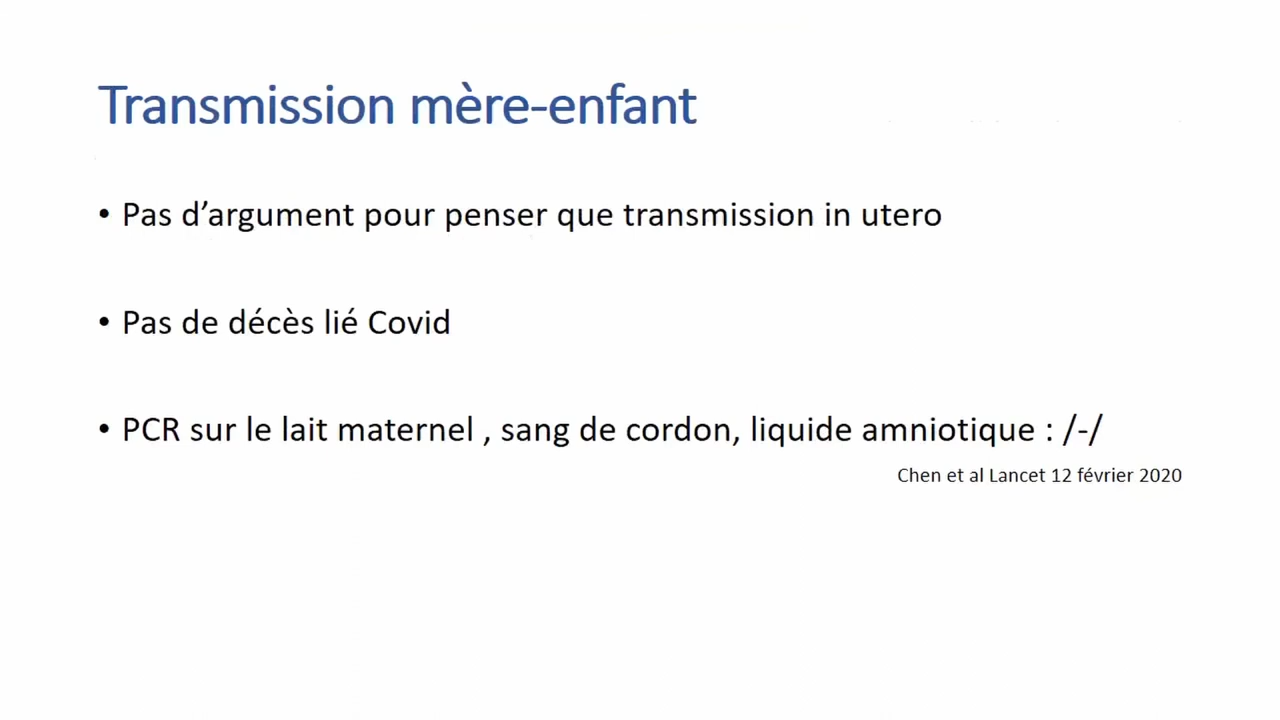 Transmission mère-enfant
• Pas d’argument pour penser que transmission in utero
• Pas de décès lié Covid
• PCR sur le lait maternel , sang de cordon, liquide amniotique : /-/
Chen et al Lancet 12 février 2020